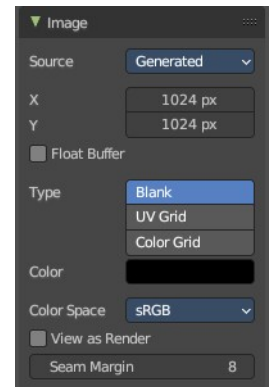 Image
Source Generated
X 1024 px
Y 1024 px
Float Buffer
Type Blank
UV Grid
Color Grid
Color
Color Space sRGB
View as Render
Seam Margin 8